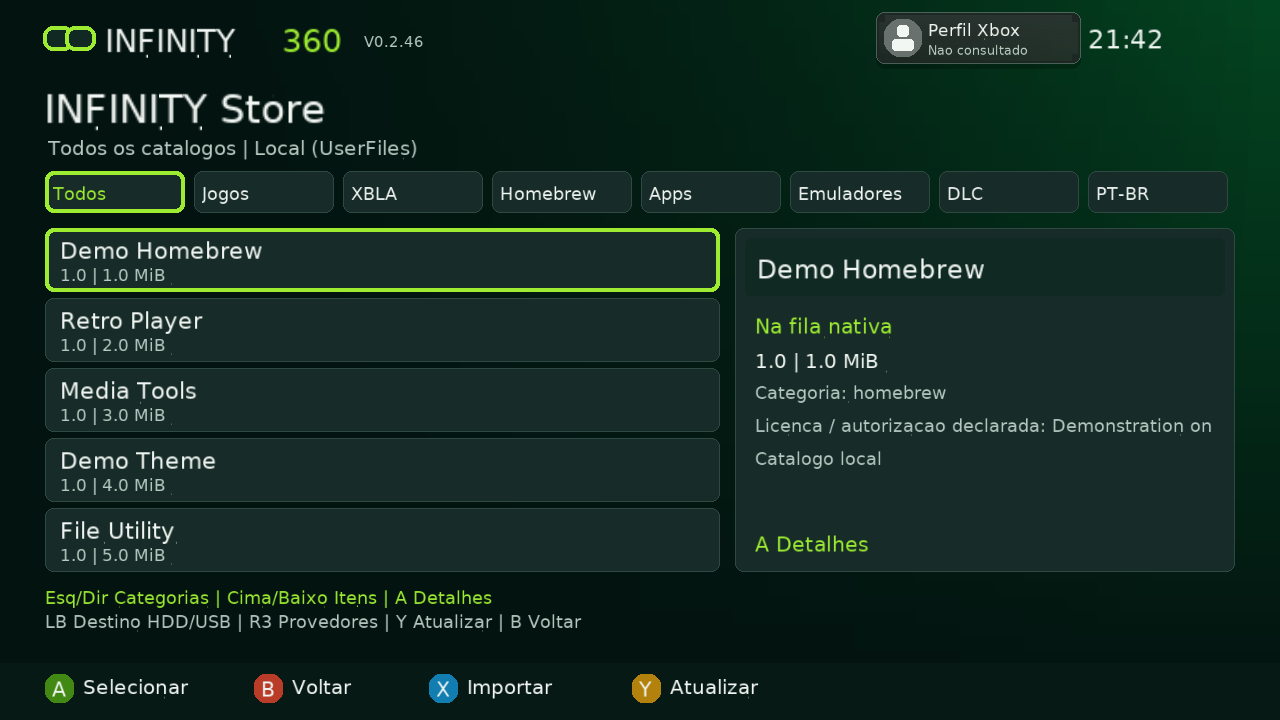 INFINITY 360 V0.2.46
Perfil Xbox
Nao consultado
21:42
INFINITY Store
Todos os catalogos | Local (UserFiles)
Todos Jogos XBLA Homebrew Apps Emuladores DLC PT-BR
Demo Homebrew
1.0 | 1.0 MiB
Retro Player
1.0 | 2.0 MiB
Media Tools
1.0 | 3.0 MiB
Demo Theme
1.0 | 4.0 MiB
File Utility
1.0 | 5.0 MiB
Demo Homebrew
Na fila nativa
1.0 | 1.0 MiB
Categoria: homebrew
Licenca / autorizacao declarada: Demonstration on
Catalogo local
A Detalhes
Esq/Dir Categorias | Cima/Baixo Itens | A Detalhes
LB Destino HDD/USB | R3 Provedores | Y Atualizar | B Voltar
A Selecionar B Voltar X Importar Y Atualizar